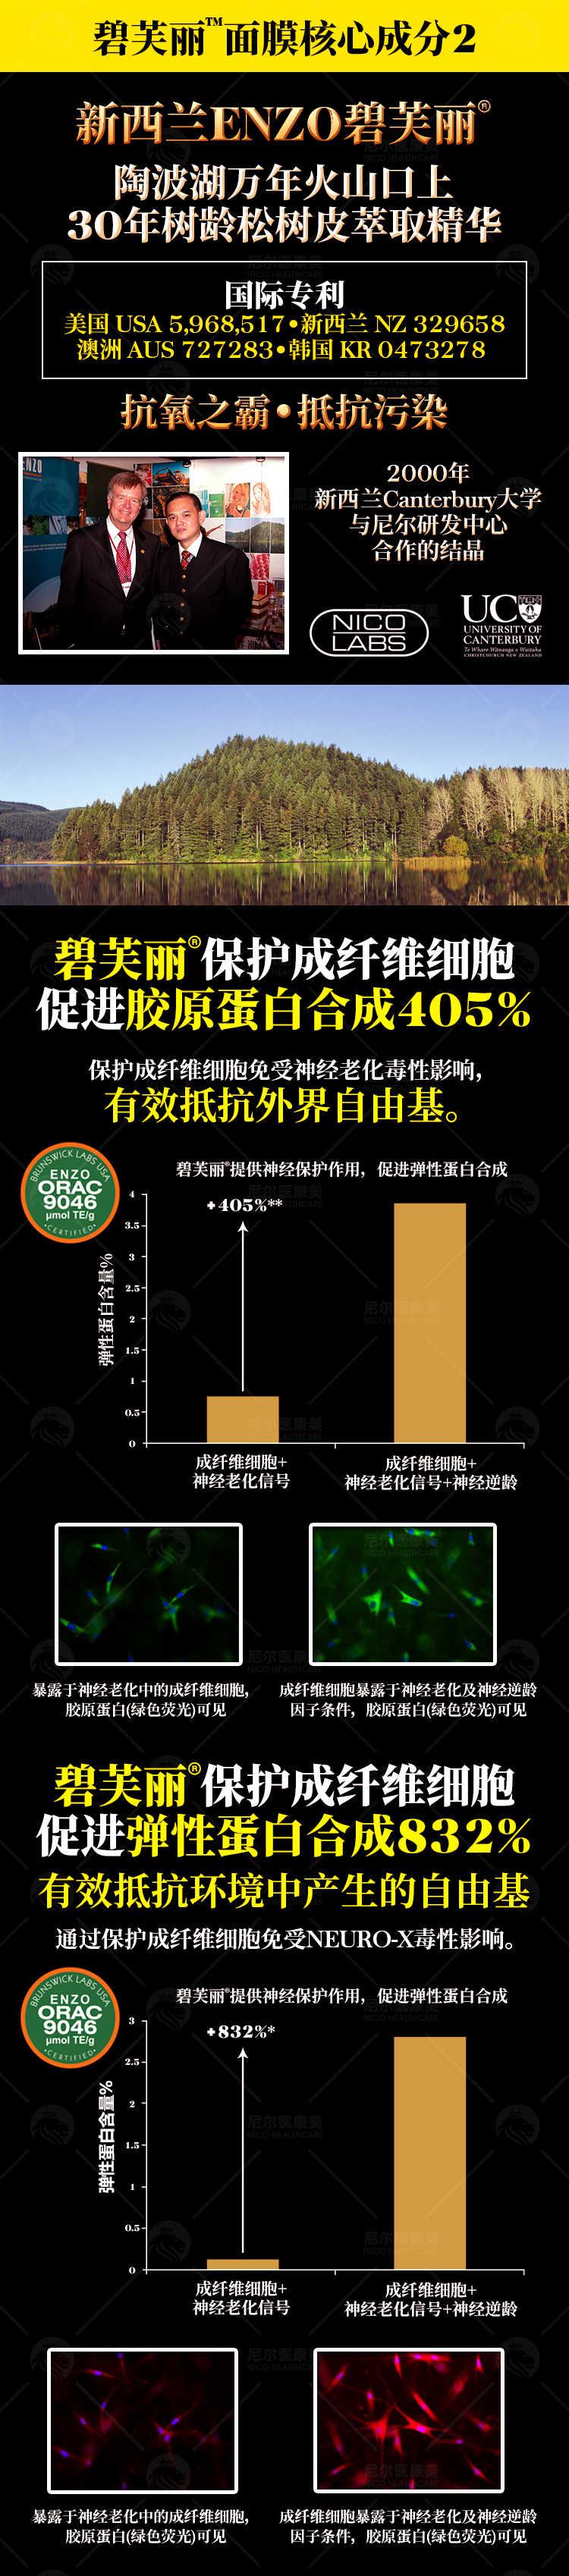 碧芙丽™面膜核心成分2
新西兰ENZO碧芙丽®
陶波湖万年火山口上
30年树龄松树皮萃取精华
国际专利
美国 USA 5,968,517•新西兰 NZ 329658
澳洲 AUS 727283•韩国 KR 0473278
抗氧之霸•抵抗污染
ENZO
2000年
新西兰Canterbury大学
与尼尔研发中心
合作的结晶
NICO
LABS
UC
UNIVERSITY OF
CANTERBURY
Te Whare Wānanga o Waitaha
CHRISTCHURCH NEW ZEALAND
碧芙丽®保护成纤维细胞
促进胶原蛋白合成405%
保护成纤维细胞免受神经老化毒性影响，
有效抵抗外界自由基。
BRUNSWICK LABS USA
ENZO
ORAC
9046
µmol TE/g
•CERTIFIED•
碧芙丽®提供神经保护作用，促进弹性蛋白合成
+405%**
弹性蛋白含量%
4
3.5
3
2.5
2
1.5
1
0.5
0
成纤维细胞+
神经老化信号
成纤维细胞+
神经老化信号+神经逆龄
暴露于神经老化中的成纤维细胞，
胶原蛋白(绿色荧光)可见
成纤维细胞暴露于神经老化及神经逆龄
因子条件，胶原蛋白(绿色荧光)可见
碧芙丽®保护成纤维细胞
促进弹性蛋白合成832%
有效抵抗环境中产生的自由基
通过保护成纤维细胞免受NEURO-X毒性影响。
BRUNSWICK LABS USA
ENZO
ORAC
9046
µmol TE/g
•CERTIFIED•
碧芙丽®提供神经保护作用，促进弹性蛋白合成
+832%*
弹性蛋白含量%
3
2.5
2
1.5
1
0.5
0
成纤维细胞+
神经老化信号
成纤维细胞+
神经老化信号+神经逆龄
暴露于神经老化中的成纤维细胞，
胶原蛋白(绿色荧光)可见
成纤维细胞暴露于神经老化及神经逆龄
因子条件，胶原蛋白(绿色荧光)可见
尼尔医康美
NICO HEALTHCARE